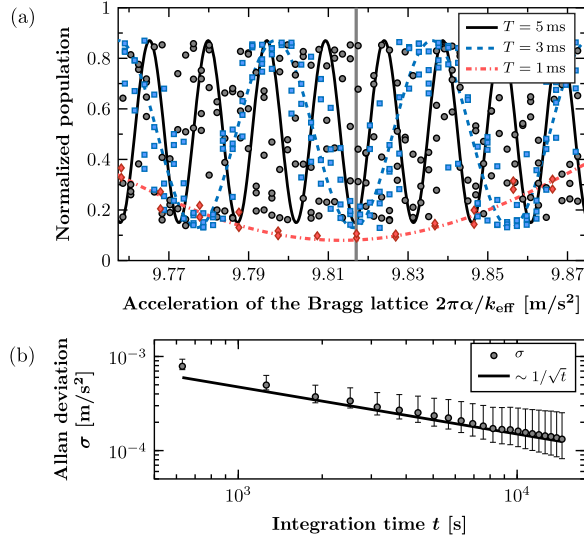 (a)
Normalized population
1
0.8
0.6
0.4
0.2
0
T = 5 ms
T = 3 ms
T = 1 ms
9.77 9.79 9.81 9.83 9.85 9.87
Acceleration of the Bragg lattice 2πα/k_eff [m/s²]
(b)
Allan deviation
σ [m/s²]
10⁻³
10⁻⁴
σ
∼ 1/√t
10³ 10⁴
Integration time t [s]